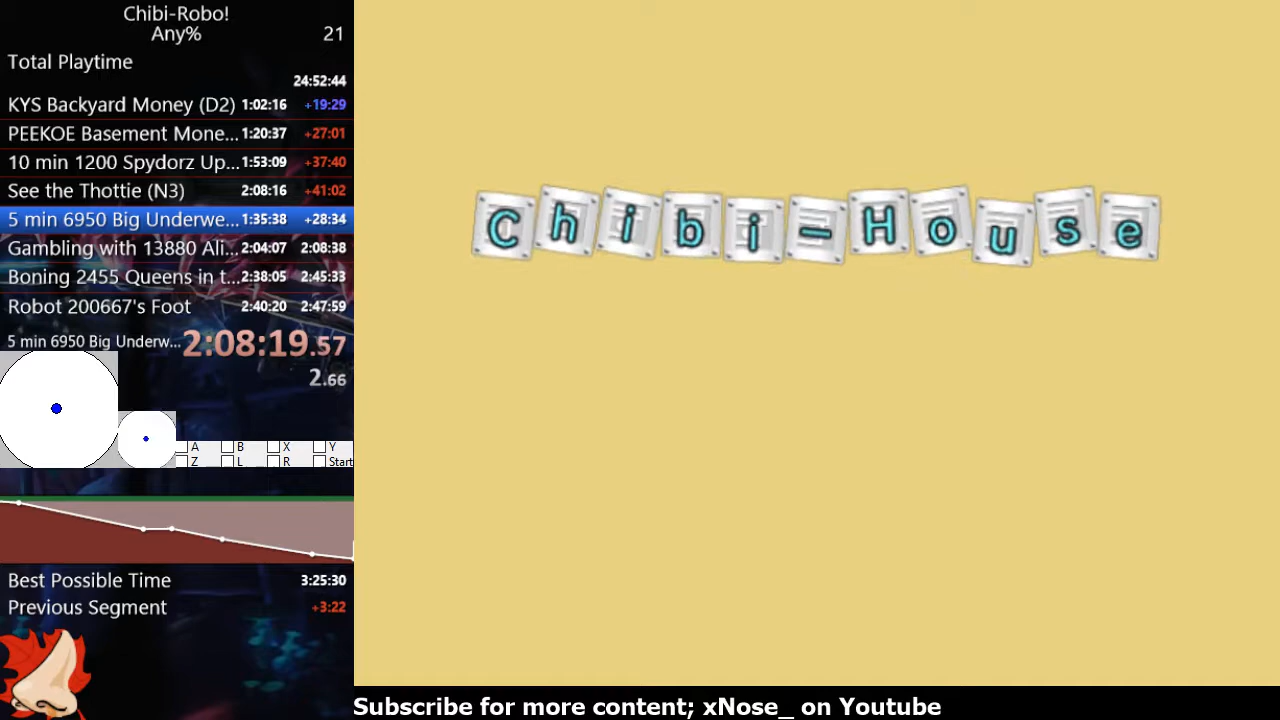 Chibi-Robo!
Any% 21
Total Playtime
24:52:44
KYS Backyard Money (D2) 1:02:16 +19:29
PEEKOE Basement Mone... 1:20:37 +27:01
10 min 1200 Spydorz Up... 1:53:09 +37:40
See the Thottie (N3) 2:08:16 +41:02
5 min 6950 Big Underwe... 1:35:38 +28:34
Gambling with 13880 Ali... 2:04:07 2:08:38
Boning 2455 Queens in t... 2:38:05 2:45:33
Robot 200667's Foot 2:40:20 2:47:59
5 min 6950 Big Underw... 2:08:19.57
2.66
A B X Y
Z L R Start
Best Possible Time 3:25:30
Previous Segment +3:22
Chibi-House
Subscribe for more content; xNose_ on Youtube